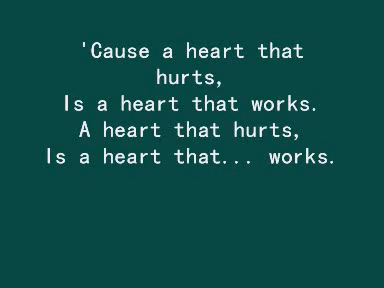 'Cause a heart that
hurts,
Is a heart that works.
A heart that hurts,
Is a heart that... works.